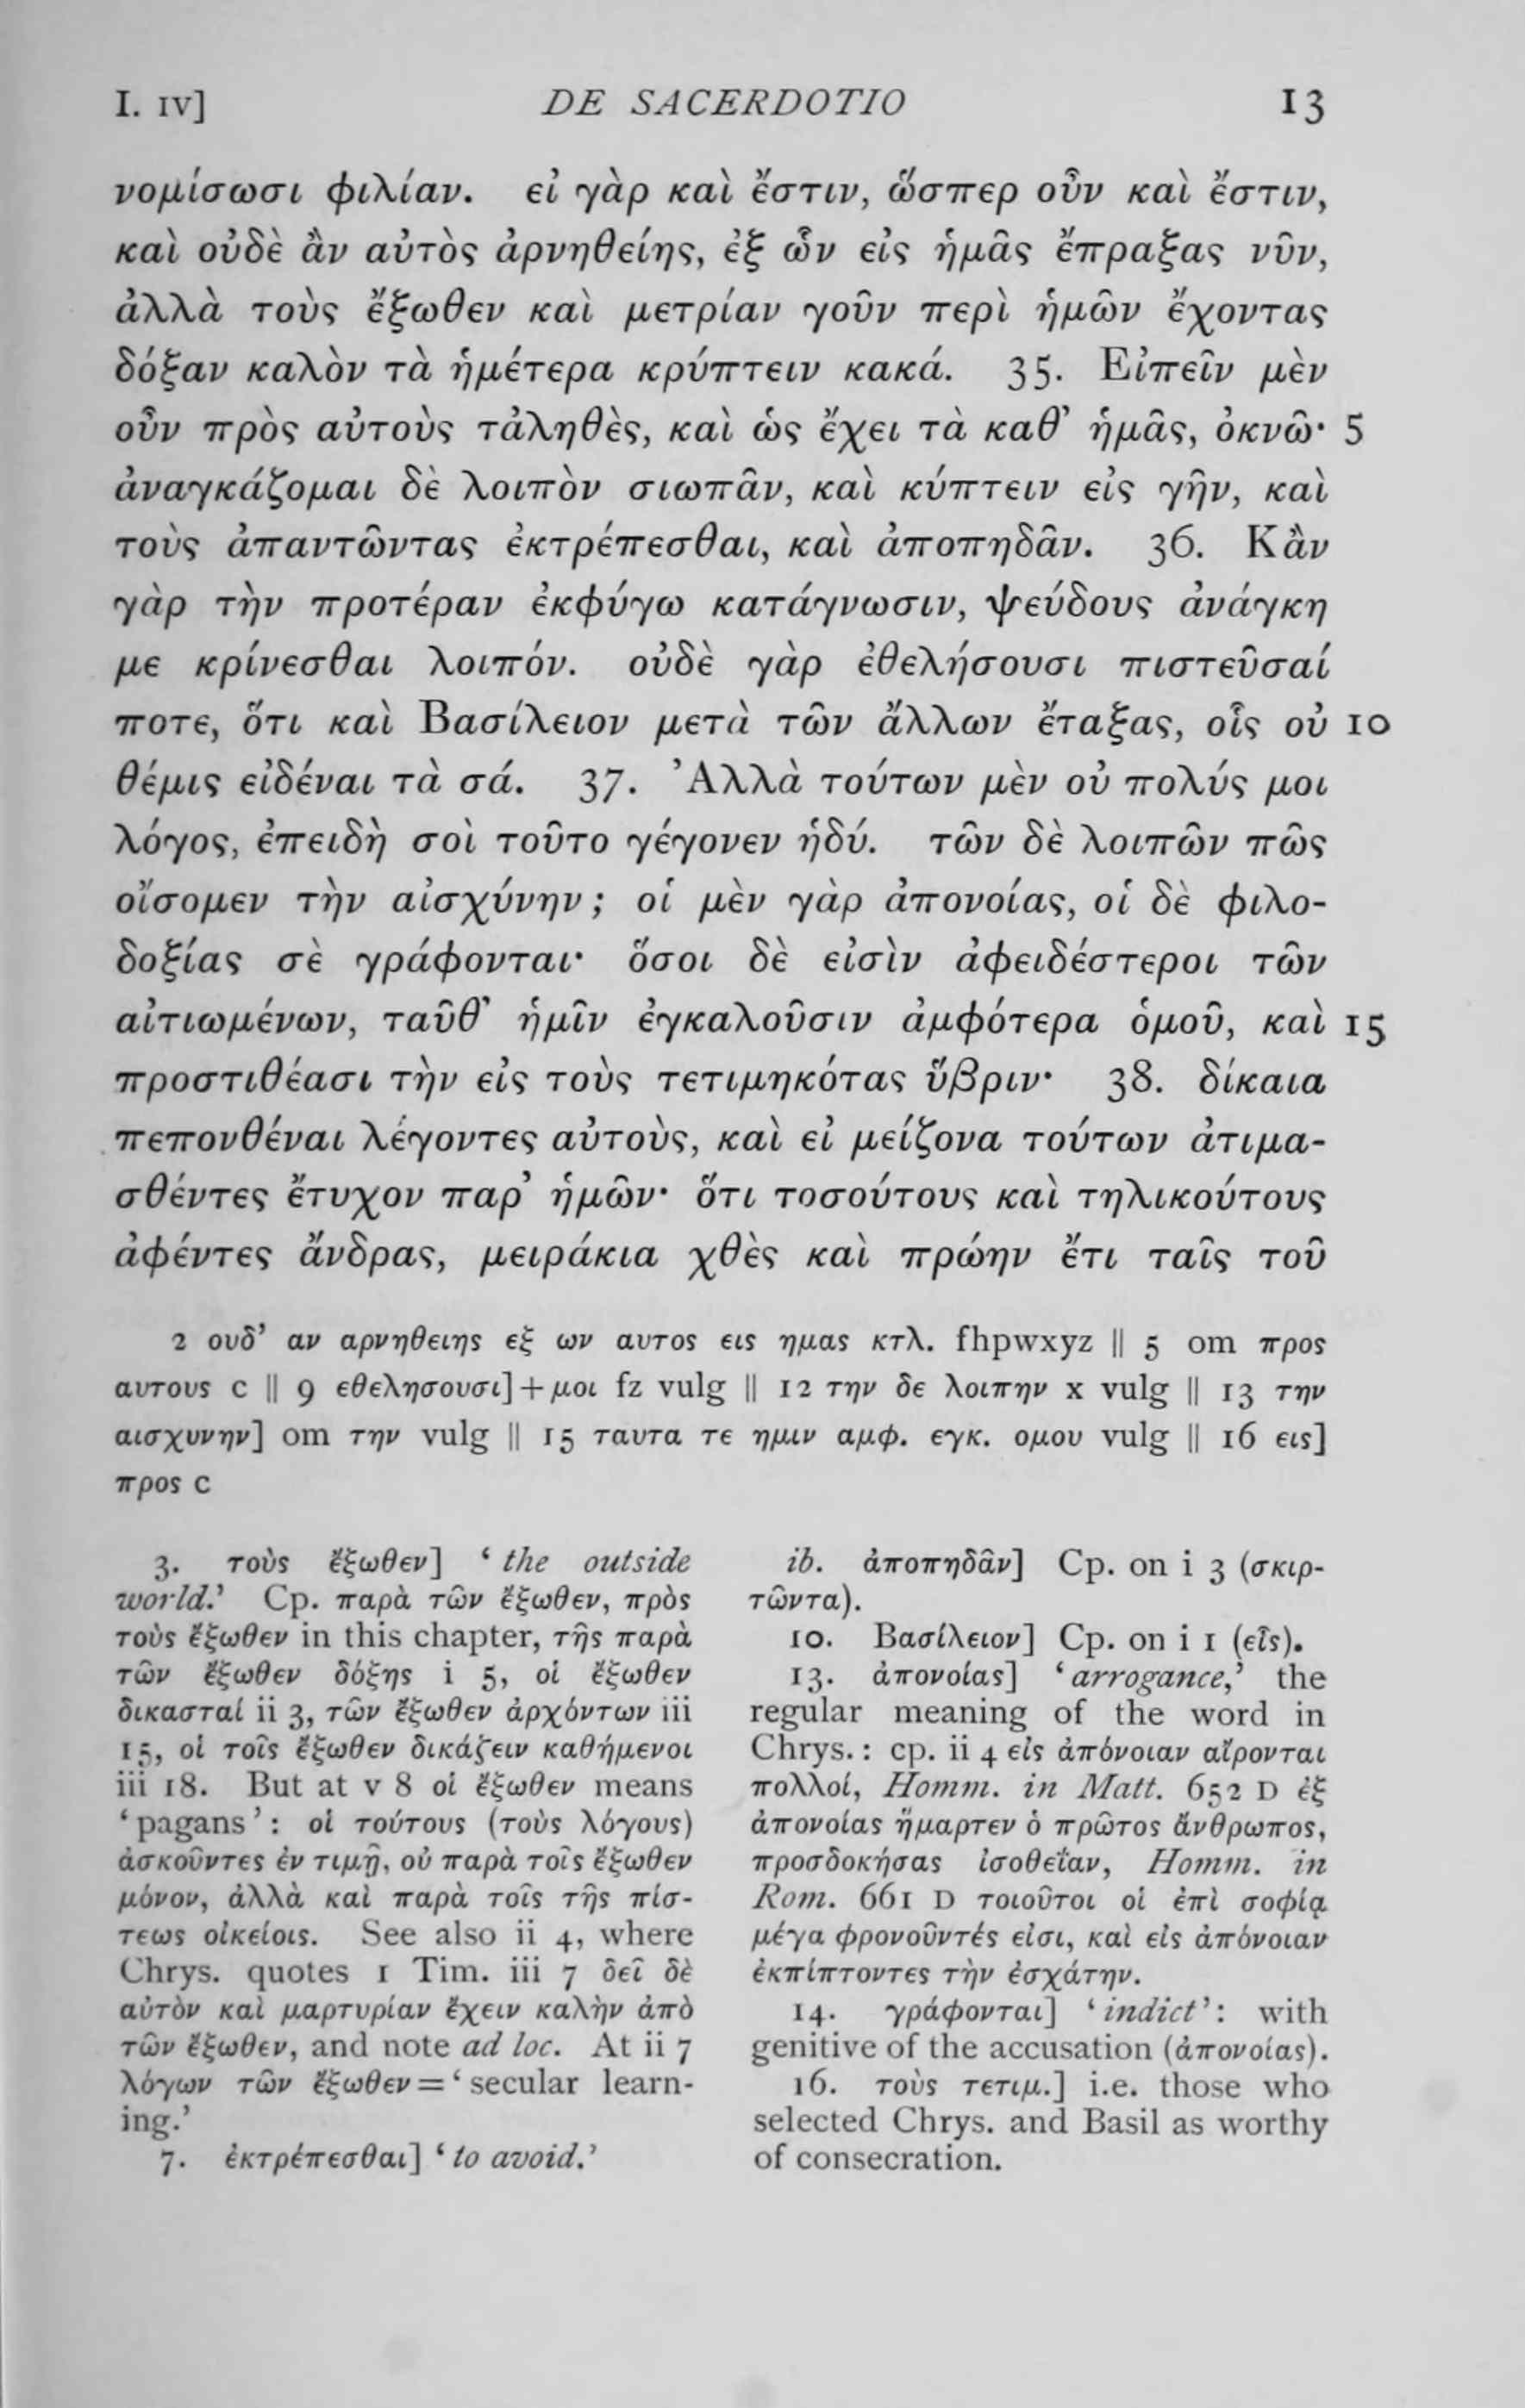 I. IV] DE SACERDOTIO 13
νομίσωσι φιλίαν. εἰ γὰρ καὶ ἔστιν, ὥσπερ οὖν καὶ ἔστιν,
καὶ οὐδὲ ἂν αὐτὸς ἀρνηθείης, ἐξ ὧν εἰς ἡμᾶς ἔπραξας νῦν,
ἀλλὰ τοὺς ἔξωθεν καὶ μετρίαν γοῦν περὶ ἡμῶν ἔχοντας
δόξαν καλὸν τὰ ἡμέτερα κρύπτειν κακά. 35. Εἰπεῖν μὲν
οὖν πρὸς αὐτοὺς τἀληθὲς, καὶ ὡς ἔχει τὰ καθ’ ἡμᾶς, ὀκνῶ· 5
ἀναγκάζομαι δὲ λοιπὸν σιωπᾶν, καὶ κύπτειν εἰς γῆν, καὶ
τοὺς ἀπαντῶντας ἐκτρέπεσθαι, καὶ ἀποπηδᾶν. 36. Κἂν
γὰρ τὴν προτέραν ἐκφύγω κατάγνωσιν, ψεύδους ἀνάγκη
με κρίνεσθαι λοιπόν. οὐδὲ γὰρ ἐθελήσουσι πιστεῦσαί
ποτε, ὅτι καὶ Βασίλειον μετὰ τῶν ἄλλων ἔταξας, οἷς οὐ 10
θέμις εἰδέναι τὰ σά. 37. Ἀλλὰ τούτων μὲν οὐ πολύς μοι
λόγος, ἐπειδὴ σοὶ τοῦτο γέγονεν ἡδύ. τῶν δὲ λοιπῶν πῶς
οἴσομεν τὴν αἰσχύνην; οἱ μὲν γὰρ ἀπονοίας, οἱ δὲ φιλο-
δοξίας σὲ γράφονται· ὅσοι δὲ εἰσὶν ἀφειδέστεροι τῶν
αἰτιωμένων, ταῦθ’ ἡμῖν ἐγκαλοῦσιν ἀμφότερα ὁμοῦ, καὶ 15
προστιθέασι τὴν εἰς τοὺς τετιμηκότας ὕβριν· 38. δίκαια
πεπονθέναι λέγοντες αὐτοὺς, καὶ εἰ μείζονα τούτων ἀτιμα-
σθέντες ἔτυχον παρ’ ἡμῶν· ὅτι τοσούτους καὶ τηλικούτους
ἀφέντες ἄνδρας, μειράκια χθὲς καὶ πρώην ἔτι ταῖς τοῦ
2 ουδ’ αν αρνηθειης εξ ων αυτος εις ημας κτλ. fhpwxyz || 5 om προς
αυτους c || 9 εθελησουσι] + μοι fz vulg || 12 την δε λοιπην x vulg || 13 την
αισχυνην] om την vulg || 15 ταυτα τε ημιν αμφ. εγκ. ομου vulg || 16 εις]
προς c
3. τοὺς ἔξωθεν] ‘the outside
world.’ Cp. παρὰ τῶν ἔξωθεν, πρὸς
τοὺς ἔξωθεν in this chapter, τῆς παρὰ
τῶν ἔξωθεν δόξης i 5, οἱ ἔξωθεν
δικασταί ii 3, τῶν ἔξωθεν ἀρχόντων iii
15, οἱ τοῖς ἔξωθεν δικάζειν καθήμενοι
iii 18. But at v 8 οἱ ἔξωθεν means
‘pagans’: οἱ τούτους (τοὺς λόγους)
ἀσκοῦντες ἐν τιμῇ, οὐ παρὰ τοῖς ἔξωθεν
μόνον, ἀλλὰ καὶ παρὰ τοῖς τῆς πίσ-
τεως οἰκείοις. See also ii 4, where
Chrys. quotes 1 Tim. iii 7 δεῖ δὲ
αὐτὸν καὶ μαρτυρίαν ἔχειν καλὴν ἀπὸ
τῶν ἔξωθεν, and note ad loc. At ii 7
λόγων τῶν ἔξωθεν = ‘secular learn-
ing.’
7. ἐκτρέπεσθαι] ‘to avoid.’
ib. ἀποπηδᾶν] Cp. on i 3 (σκιρ-
τῶντα).
10. Βασίλειον] Cp. on i 1 (εἷς).
13. ἀπονοίας] ‘arrogance,’ the
regular meaning of the word in
Chrys.: cp. ii 4 εἰς ἀπόνοιαν αἴρονται
πολλοί, Homm. in Matt. 652 D ἐξ
ἀπονοίας ἥμαρτεν ὁ πρῶτος ἄνθρωπος,
προσδοκήσας ἰσοθεΐαν, Homm. in
Rom. 661 D τοιοῦτοι οἱ ἐπὶ σοφίᾳ
μέγα φρονοῦντές εἰσι, καὶ εἰς ἀπόνοιαν
ἐκπίπτοντες τὴν ἐσχάτην.
14. γράφονται] ‘indict’: with
genitive of the accusation (ἀπονοίας).
16. τοὺς τετιμ.] i.e. those who
selected Chrys. and Basil as worthy
of consecration.